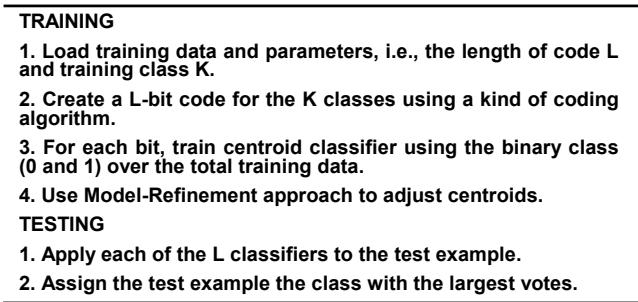 TRAINING
1. Load training data and parameters, i.e., the length of code L
and training class K.
2. Create a L-bit code for the K classes using a kind of coding
algorithm.
3. For each bit, train centroid classifier using the binary class
(0 and 1) over the total training data.
4. Use Model-Refinement approach to adjust centroids.
TESTING
1. Apply each of the L classifiers to the test example.
2. Assign the test example the class with the largest votes.